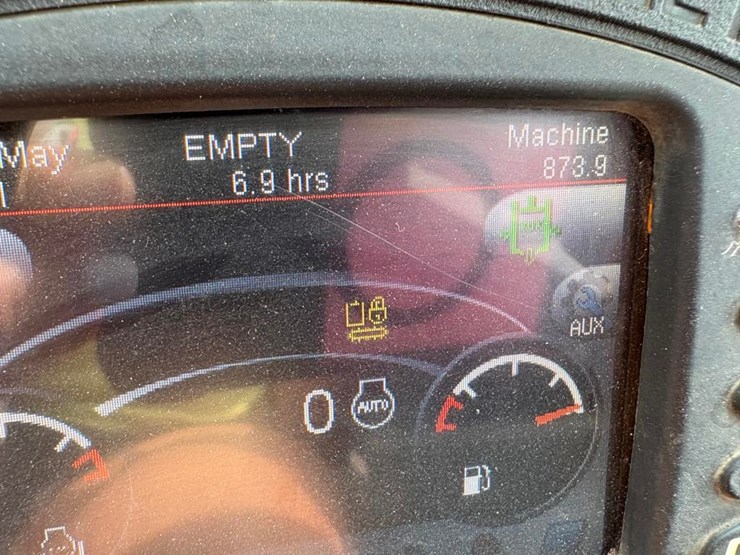 May
EMPTY
Machine
6.9 hrs
873.9
AUX
0
AUTO